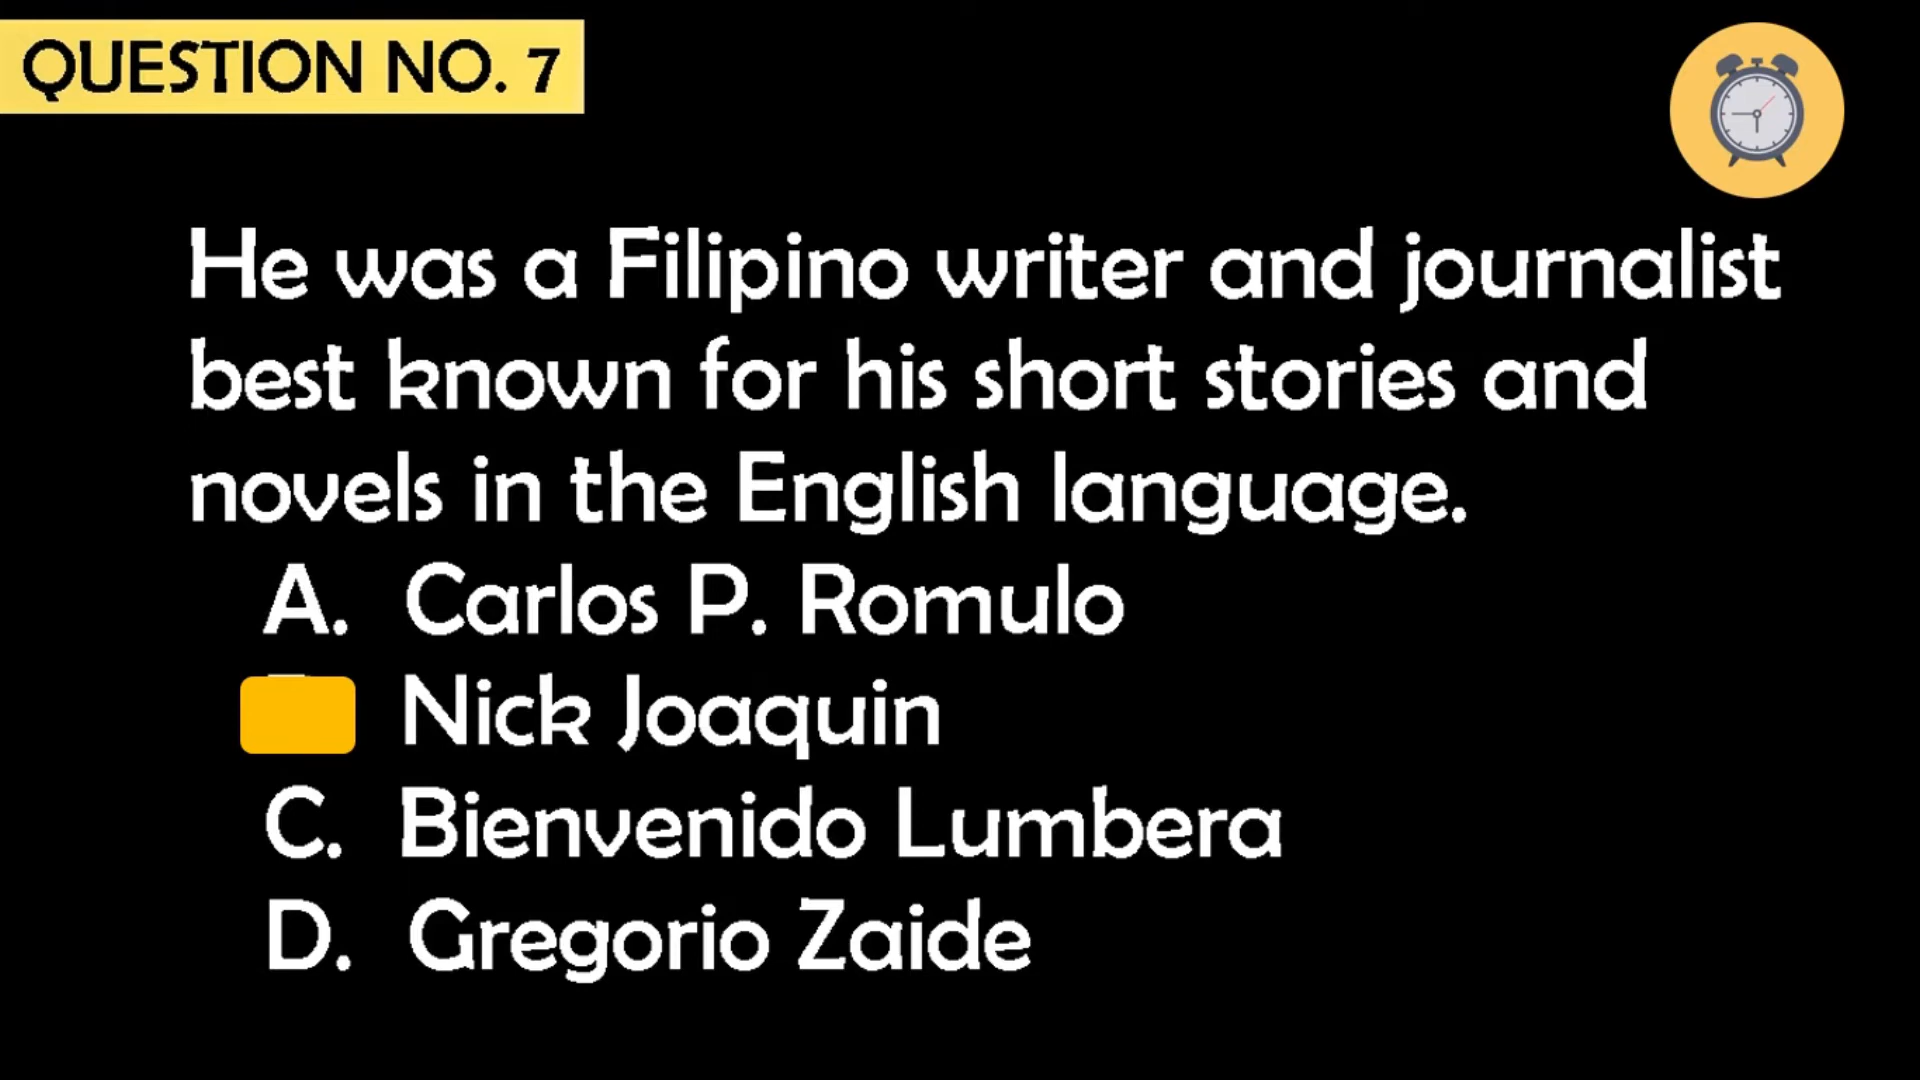 QUESTION NO. 7
He was a Filipino writer and journalist
best known for his short stories and
novels in the English language.
A. Carlos P. Romulo
Nick Joaquin
C. Bienvenido Lumbera
D. Gregorio Zaide